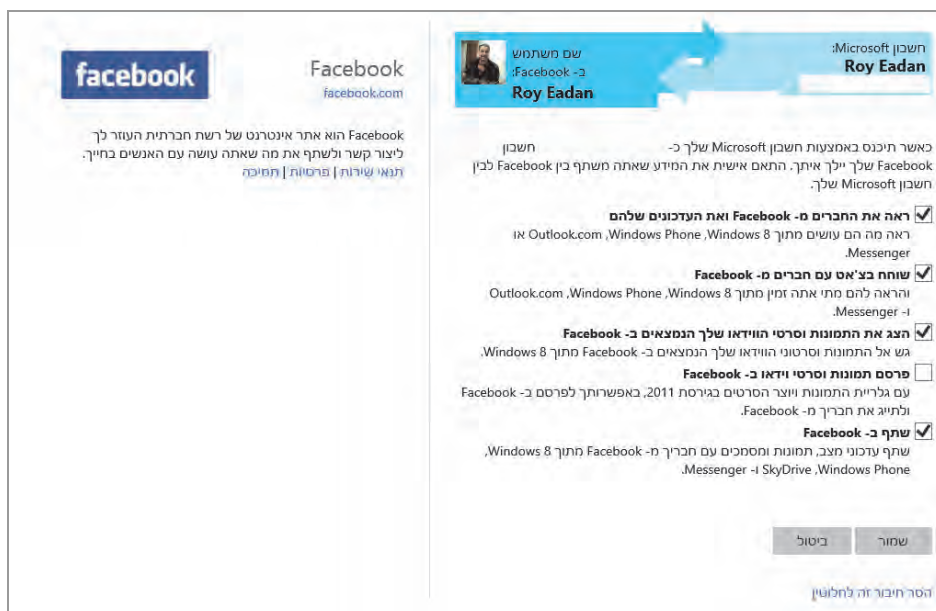 חשבון Microsoft:
Roy Eadan
שם משתמש
ב- Facebook:
Roy Eadan
כאשר תיכנס באמצעות חשבון Microsoft שלך כ- חשבון
Facebook שלך יילך איתך. התאם אישית את המידע שאתה משתף בין Facebook לבין
חשבון Microsoft שלך.
ראה את החברים מ- Facebook ואת העדכונים שלהם
ראה מה הם עושים מתוך Windows 8, Windows Phone, Outlook.com או
Messenger.
שוחח בצ'אט עם חברים מ- Facebook
והראה להם מתי אתה זמין מתוך Windows 8, Windows Phone, Outlook.com
ו- Messenger.
הצג את התמונות וסרטי הווידאו שלך הנמצאים ב- Facebook
גש אל התמונות וסרטוני הווידאו שלך הנמצאים ב- Facebook מתוך Windows 8.
פרסם תמונות וסרטי וידאו ב- Facebook
עם גלריית התמונות ויוצר הסרטים בגירסת 2011, באפשרותך לפרסם ב- Facebook
ולתייג את חבריך מ- Facebook.
שתף ב- Facebook
שתף עדכוני מצב, תמונות ומסמכים עם חבריך מ- Facebook מתוך Windows 8,
Windows Phone, SkyDrive ו- Messenger.
שמור
ביטול
הסר חיבור זה לחלוטין
facebook
Facebook
facebook.com
Facebook הוא אתר אינטרנט של רשת חברתית העוזר לך
ליצור קשר ולשתף את מה שאתה עושה עם האנשים בחייך.
תנאי שירות | פרטיות | תמיכה